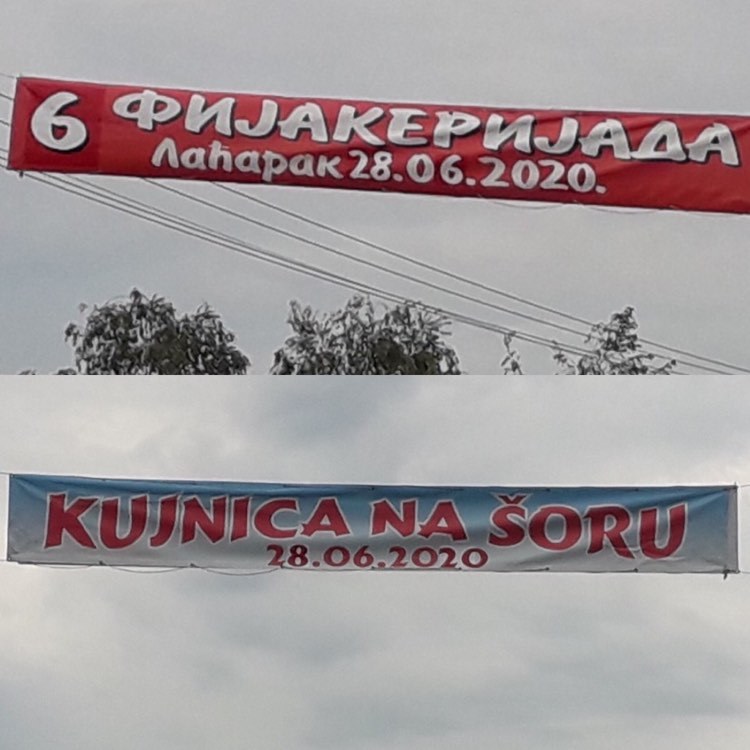 6 ФИЈАКЕРИЈАДА
Лаћарак 28.06.2020.
KUJNICA NA ŠORU
28.06.2020